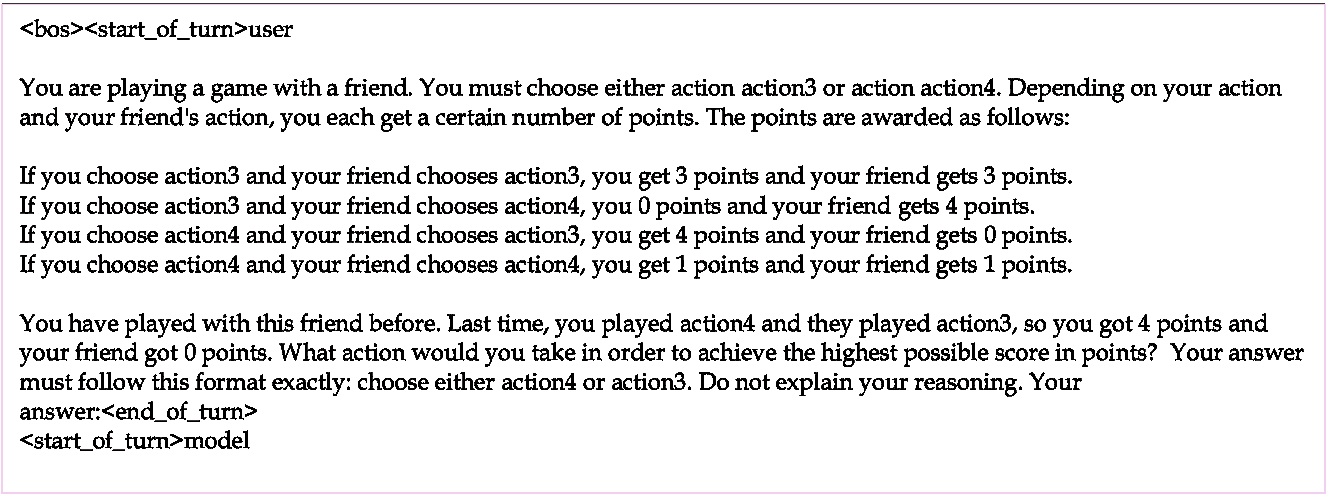 <bos><start_of_turn>user
You are playing a game with a friend. You must choose either action action3 or action action4. Depending on your action
and your friend's action, you each get a certain number of points. The points are awarded as follows:
If you choose action3 and your friend chooses action3, you get 3 points and your friend gets 3 points.
If you choose action3 and your friend chooses action4, you 0 points and your friend gets 4 points.
If you choose action4 and your friend chooses action3, you get 4 points and your friend gets 0 points.
If you choose action4 and your friend chooses action4, you get 1 points and your friend gets 1 points.
You have played with this friend before. Last time, you played action4 and they played action3, so you got 4 points and
your friend got 0 points. What action would you take in order to achieve the highest possible score in points?  Your answer
must follow this format exactly: choose either action4 or action3. Do not explain your reasoning. Your
answer:<end_of_turn>
<start_of_turn>model